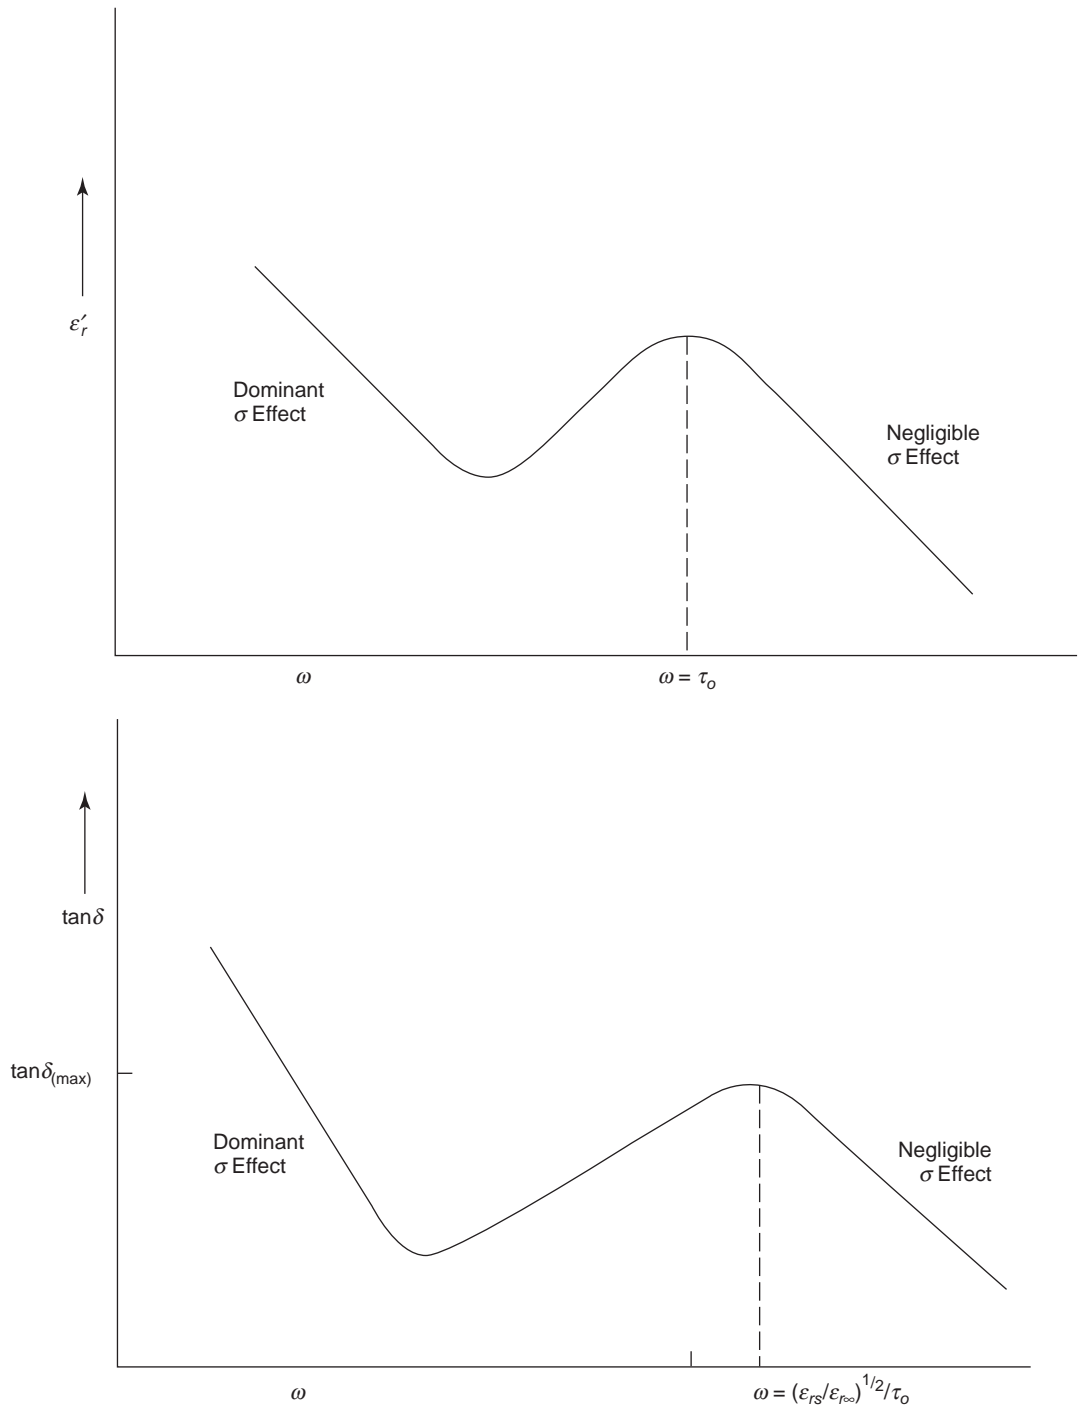 ε′r
Dominant
σ Effect
Negligible
σ Effect
ω
ω = τo
tanδ
tanδ(max)
Dominant
σ Effect
Negligible
σ Effect
ω
ω = (εrs/εr∞)1/2/τo